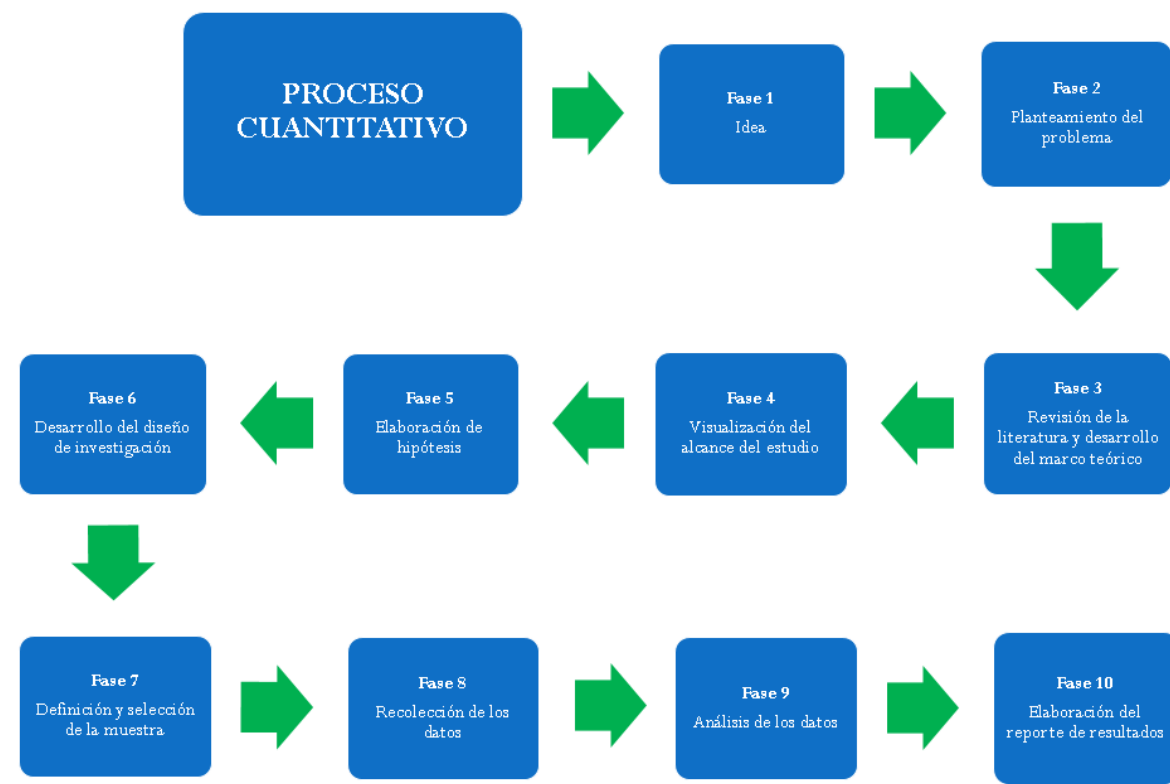 PROCESO
CUANTITATIVO
Fase 1
Idea
Fase 2
Planteamiento del
problema
Fase 3
Revisión de la
literatura y desarrollo
del marco teórico
Fase 4
Visualización del
alcance del estudio
Fase 5
Elaboración de
hipótesis
Fase 6
Desarrollo del diseño
de investigación
Fase 7
Definición y selección
de la muestra
Fase 8
Recolección de los
datos
Fase 9
Análisis de los datos
Fase 10
Elaboración del
reporte de resultados